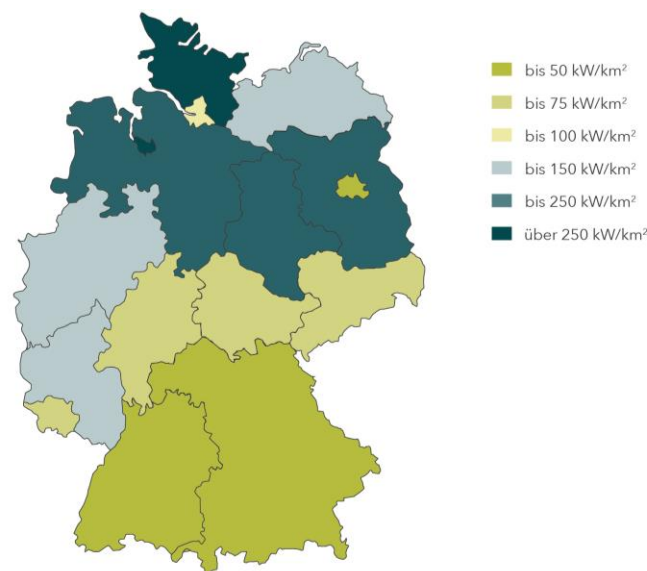 bis 50 kW/km²
bis 75 kW/km²
bis 100 kW/km²
bis 150 kW/km²
bis 250 kW/km²
über 250 kW/km²